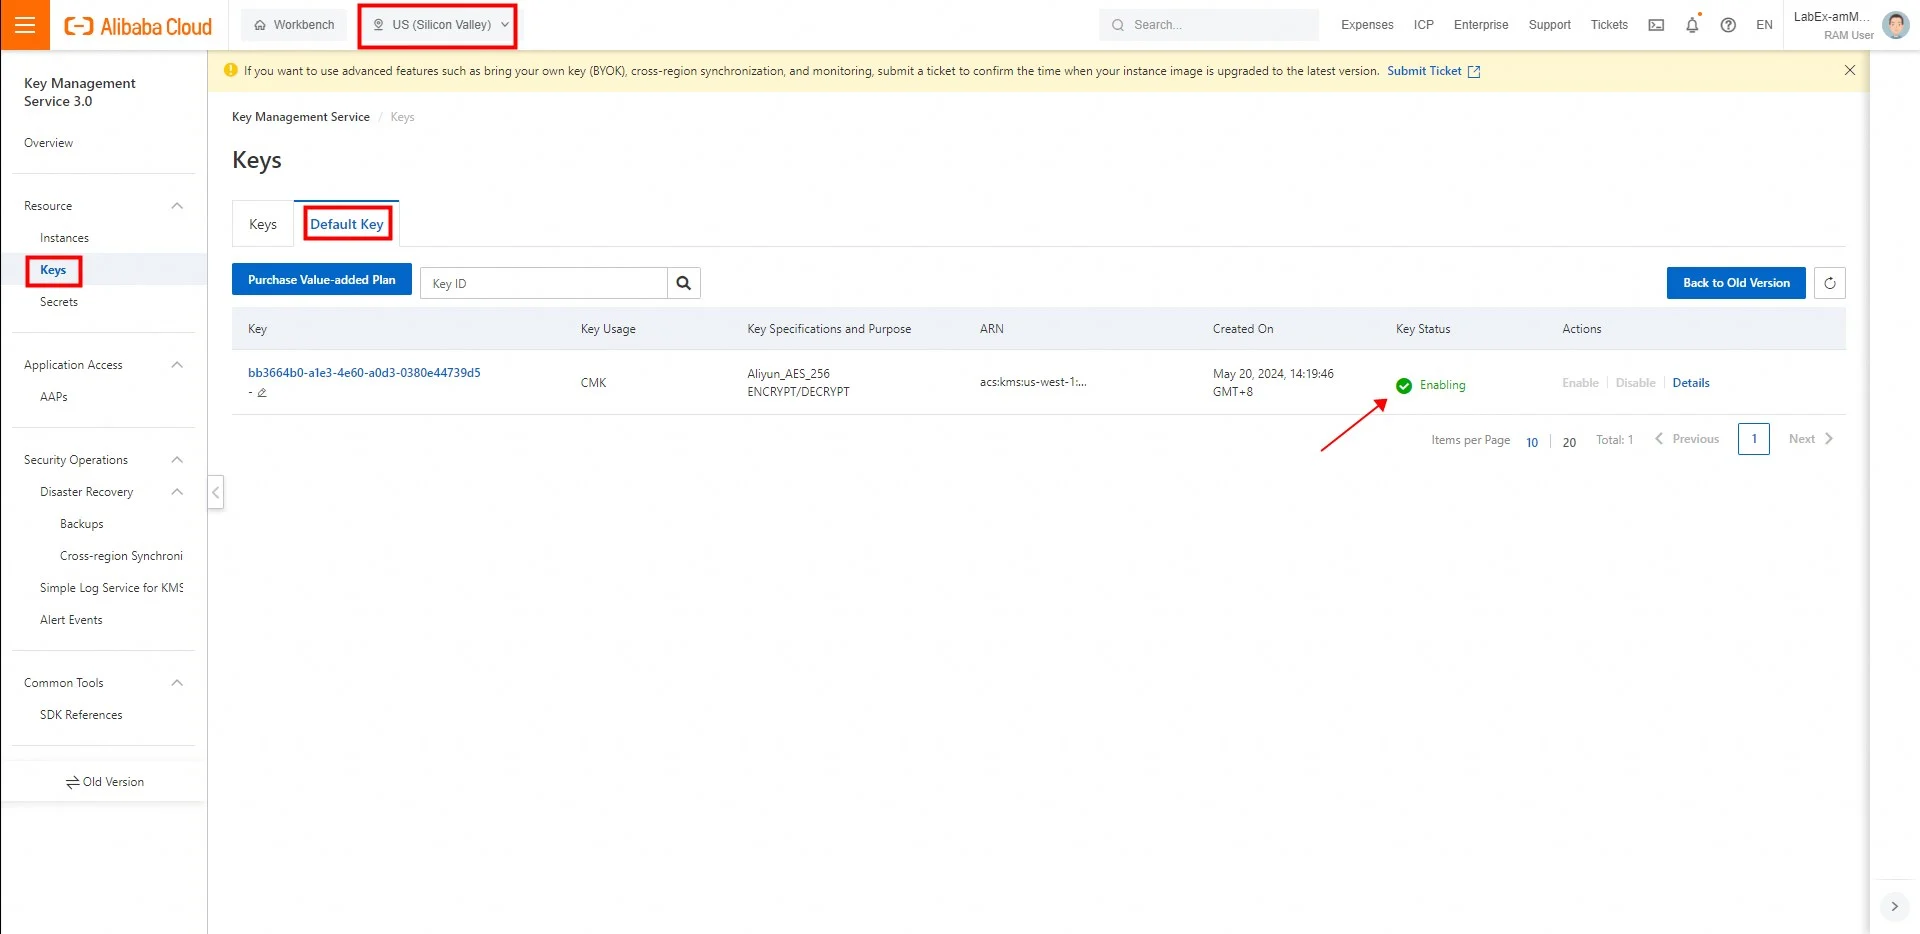 Alibaba Cloud
Workbench
US (Silicon Valley)
Search...
Expenses
ICP
Enterprise
Support
Tickets
EN
LabEx-amM...
RAM User
If you want to use advanced features such as bring your own key (BYOK), cross-region synchronization, and monitoring, submit a ticket to confirm the time when your instance image is upgraded to the latest version. Submit Ticket
Key Management
Service 3.0
Overview
Resource
Instances
Keys
Secrets
Application Access
AAPs
Security Operations
Disaster Recovery
Backups
Cross-region Synchroni
Simple Log Service for KMS
Alert Events
Common Tools
SDK References
Old Version
Key Management Service / Keys
Keys
Keys
Default Key
Purchase Value-added Plan
Key ID
Back to Old Version
Key
Key Usage
Key Specifications and Purpose
ARN
Created On
Key Status
Actions
bb3664b0-a1e3-4e60-a0d3-0380e44739d5
-
CMK
Aliyun_AES_256
ENCRYPT/DECRYPT
acs:kms:us-west-1:...
May 20, 2024, 14:19:46
GMT+8
Enabling
Enable
Disable
Details
Items per Page 10 | 20 Total: 1 Previous 1 Next